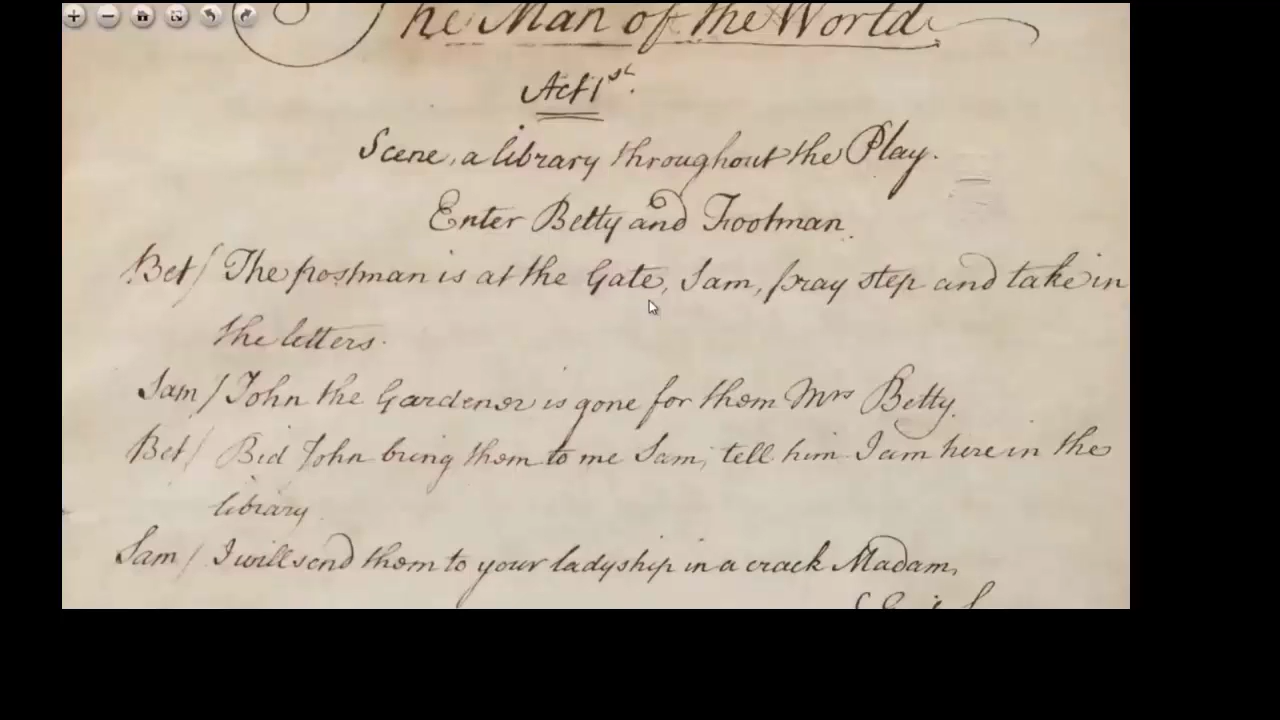 The Man of the World
Act 1st.
Scene, a library throughout the Play.
Enter Betty and Footman.
Bet/ The postman is at the Gate, Sam, pray step and take in
the letters.
Sam/ John the Gardener is gone for them Mrs Betty.
Bet/ Bid John bring them to me Sam, tell him I am here in the
library
Sam/ I will send them to your ladyship in a crack Madam.